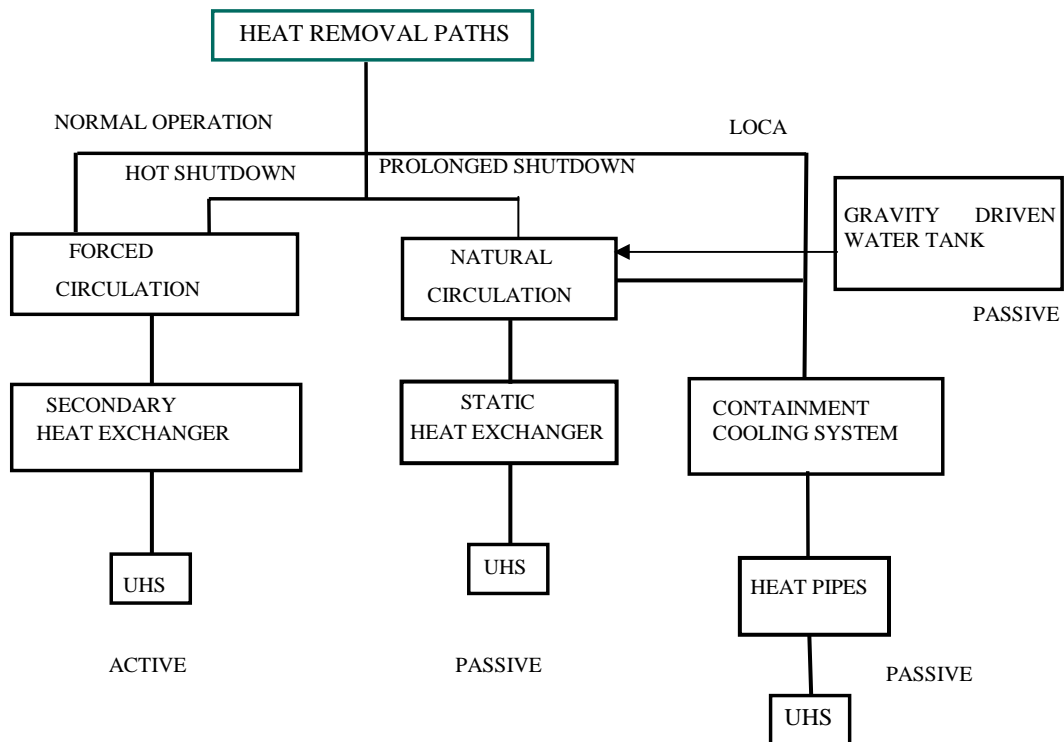 HEAT REMOVAL PATHS
NORMAL OPERATION
LOCA
HOT SHUTDOWN
PROLONGED SHUTDOWN
GRAVITY DRIVEN
WATER TANK
PASSIVE
FORCED
CIRCULATION
NATURAL
CIRCULATION
SECONDARY
HEAT EXCHANGER
STATIC
HEAT EXCHANGER
CONTAINMENT
COOLING SYSTEM
UHS
UHS
HEAT PIPES
ACTIVE
PASSIVE
PASSIVE
UHS